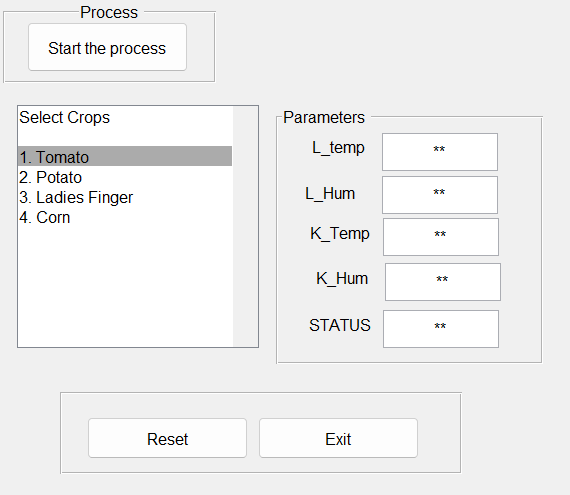 Process
Start the process
Select Crops
1. Tomato
2. Potato
3. Ladies Finger
4. Corn
Parameters
L_temp **
L_Hum **
K_Temp **
K_Hum **
STATUS **
Reset
Exit